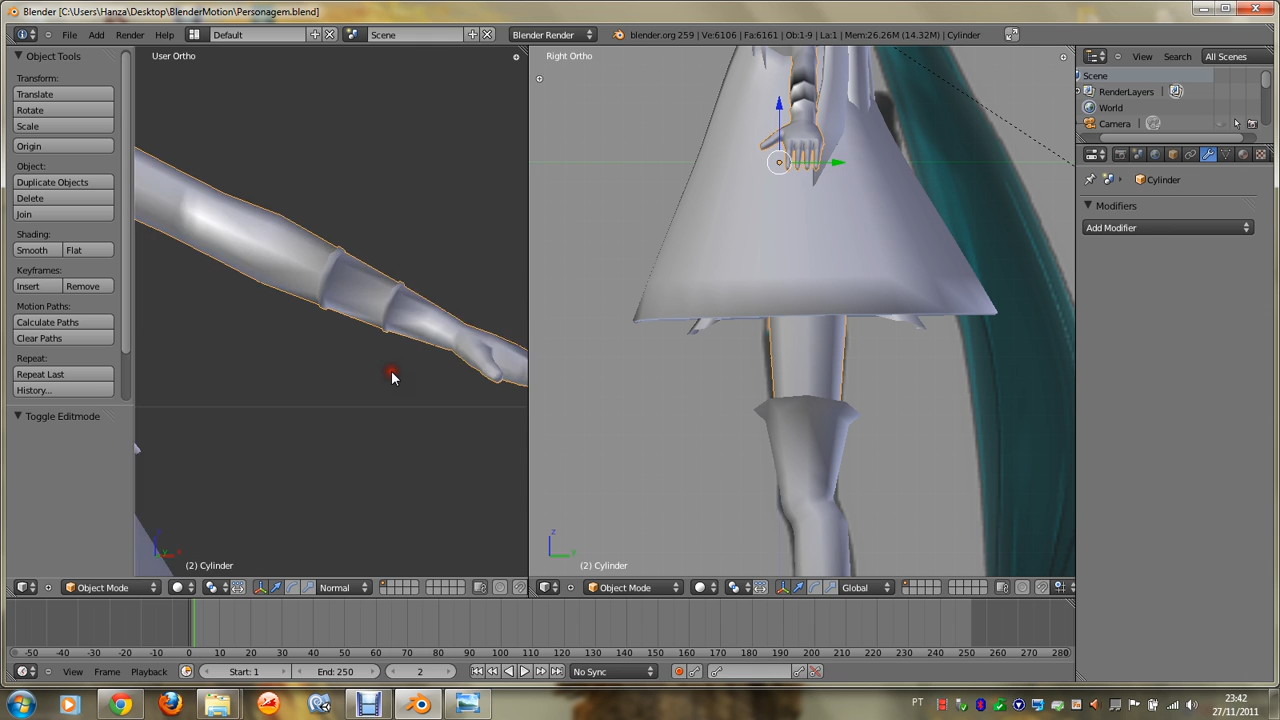 Blender [C:\Users\Hanza\Desktop\BlenderMotion\Personagem.blend]
File Add Render Help Default Scene Blender Render blender.org 259 | Ve:6106 | Fa:6161 | Ob:1-9 | La:1 | Mem:26.26M (14.32M) | Cylinder
Object Tools
Transform:
Translate
Rotate
Scale
Origin
Object:
Duplicate Objects
Delete
Join
Shading:
Smooth Flat
Keyframes:
Insert Remove
Motion Paths:
Calculate Paths
Clear Paths
Repeat:
Repeat Last
History...
Toggle Editmode
User Ortho
(2) Cylinder
Object Mode Normal
Right Ortho
z
(2) Cylinder
Object Mode Global
View Search All Scenes
Scene
RenderLayers
World
Camera
Cylinder
Modifiers
Add Modifier
-50 -40 -30 -20 -10 0 10 20 30 40 50 60 70 80 90 100 110 120 130 140 150 160 170 180 190 200 210 220 230 240 250 260 270 280
View Frame Playback Start: 1 End: 250 2 No Sync
PT
23:42
27/11/2011